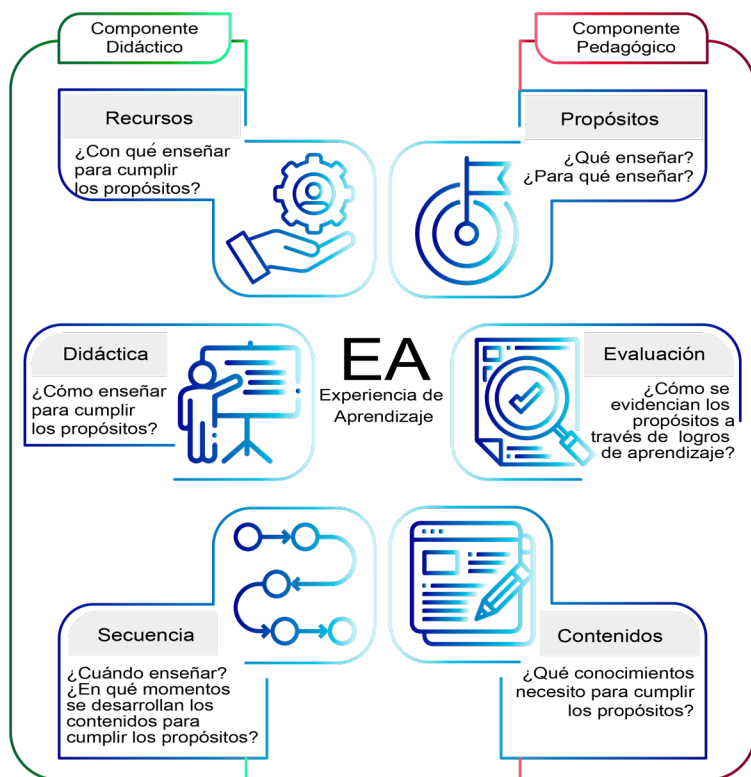 Componente
Didáctico
Componente
Pedagógico
Recursos
¿Con qué enseñar
para cumplir
los propósitos?
Propósitos
¿Qué enseñar?
¿Para qué enseñar?
Didáctica
¿Cómo enseñar
para cumplir
los propósitos?
EA
Experiencia de
Aprendizaje
Evaluación
¿Cómo se
evidencian los
propósitos a
través de logros
de aprendizaje?
Secuencia
¿Cuándo enseñar?
¿En qué momentos
se desarrollan los
contenidos para
cumplir los propósitos?
Contenidos
¿Qué conocimientos
necesito para cumplir
los propósitos?